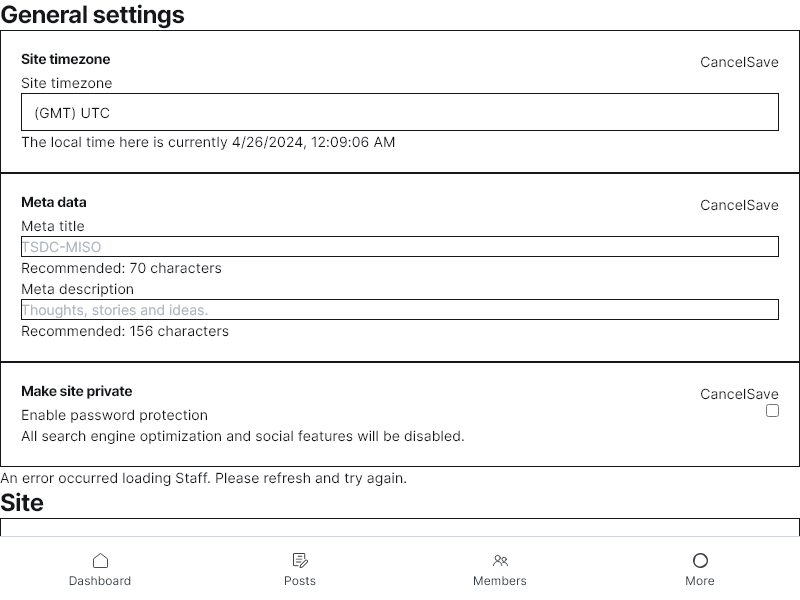 General settings
Site timezone
CancelSave
Site timezone
(GMT) UTC
The local time here is currently 4/26/2024, 12:09:06 AM
Meta data
CancelSave
Meta title
TSDC-MISO
Recommended: 70 characters
Meta description
Thoughts, stories and ideas.
Recommended: 156 characters
Make site private
CancelSave
Enable password protection
All search engine optimization and social features will be disabled.
An error occurred loading Staff. Please refresh and try again.
Site
Dashboard
Posts
Members
More